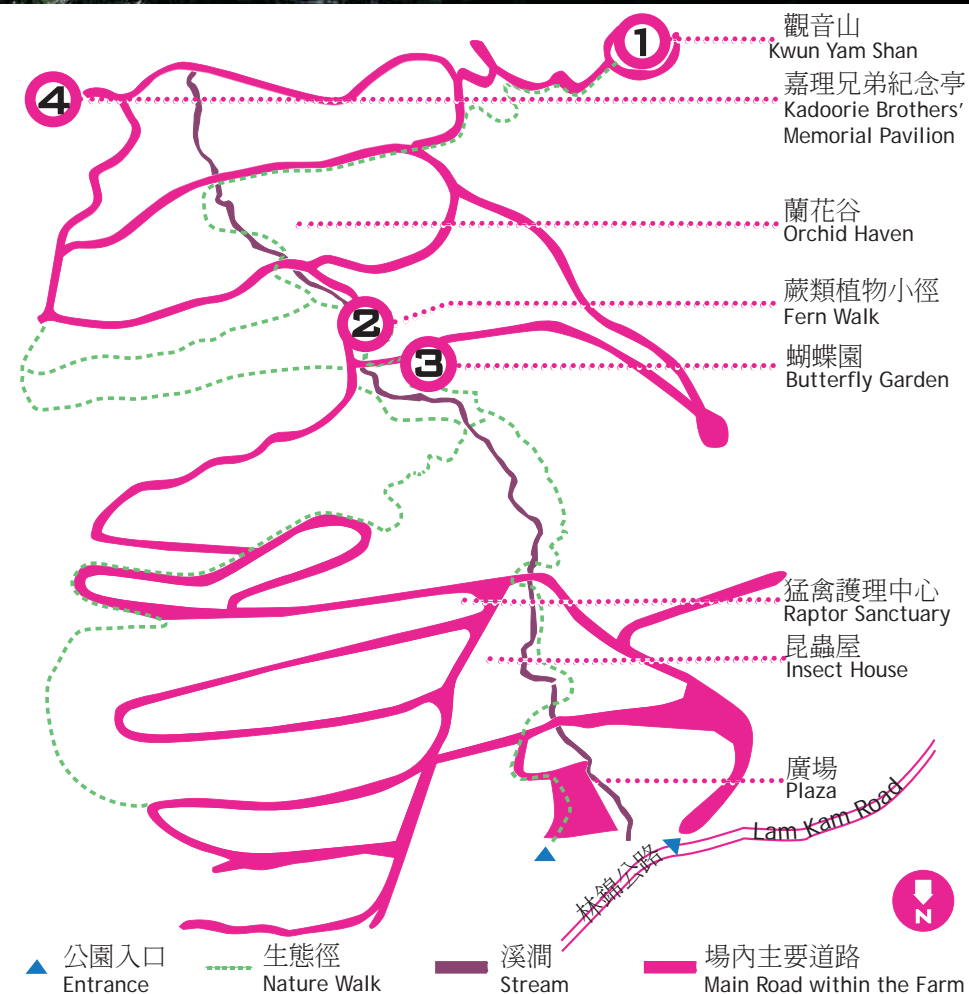 1
觀音山
Kwun Yam Shan
4
嘉理兄弟紀念亭
Kadoorie Brothers'
Memorial Pavilion
蘭花谷
Orchid Haven
2
蕨類植物小徑
Fern Walk
3
蝴蝶園
Butterfly Garden
猛禽護理中心
Raptor Sanctuary
昆蟲屋
Insect House
廣場
Plaza
林錦公路
Lam Kam Road
N
公園入口
Entrance
生態徑
Nature Walk
溪澗
Stream
場內主要道路
Main Road within the Farm